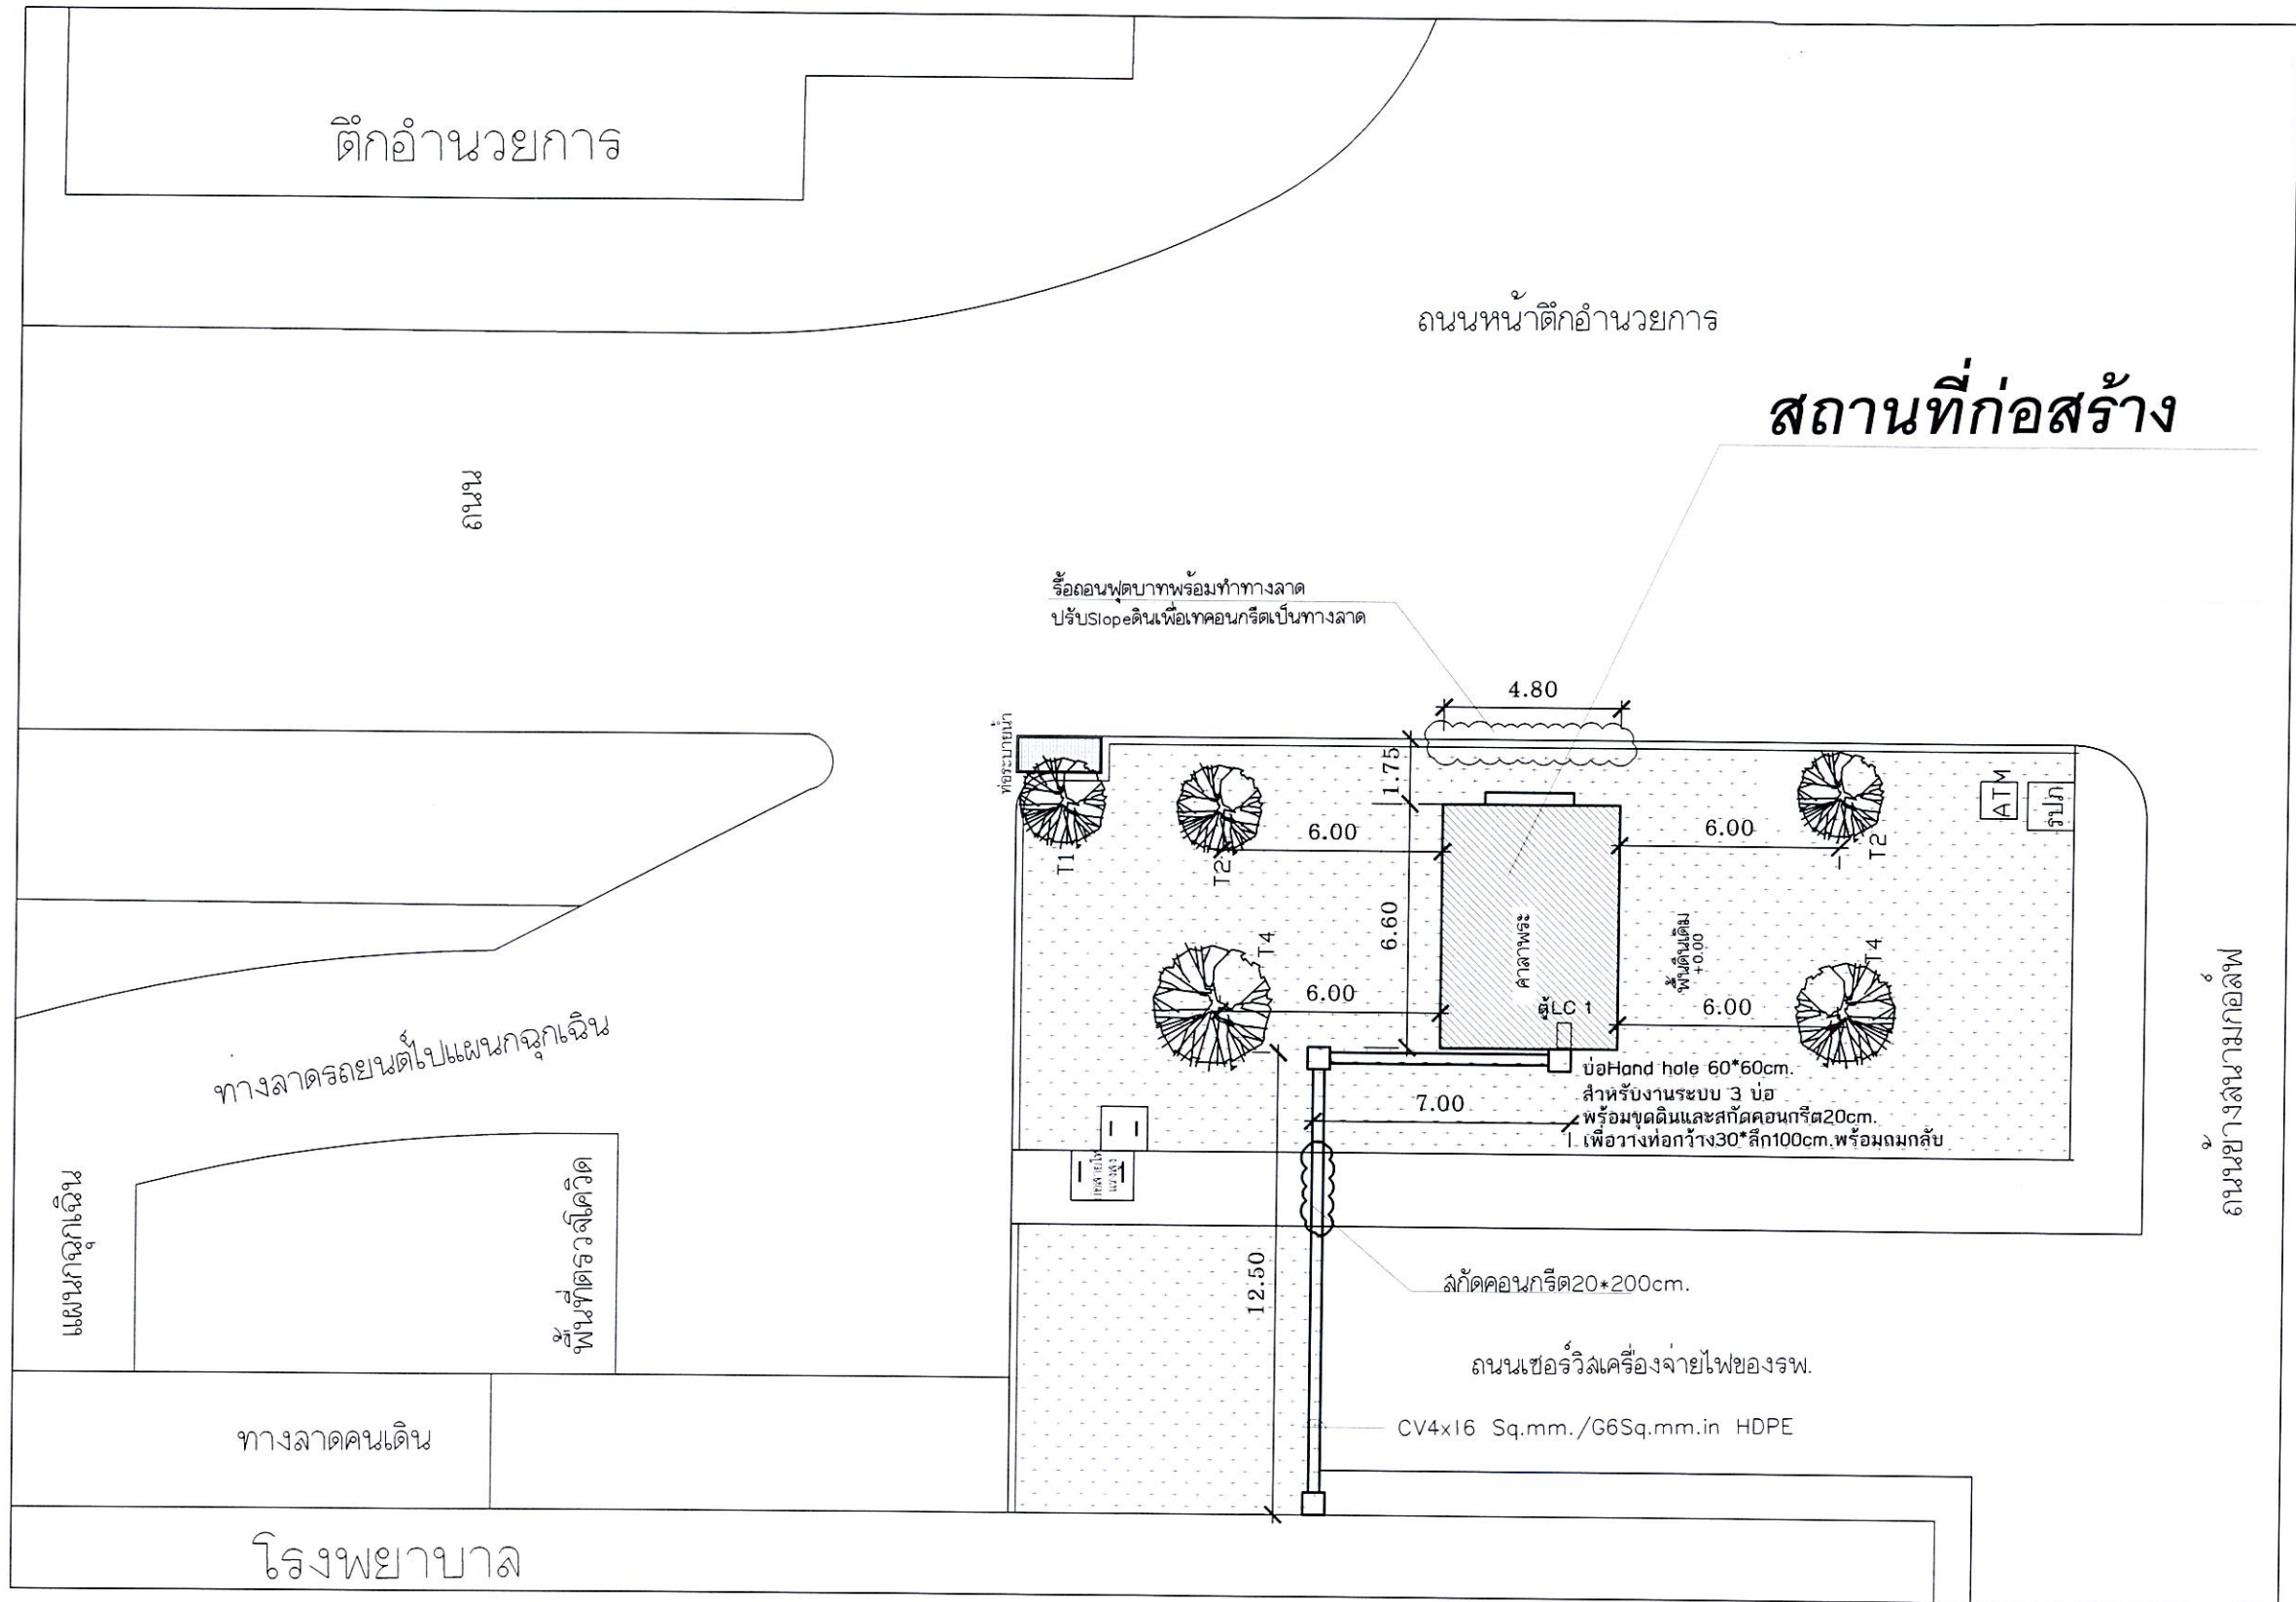 ตึกอำนวยการ
ถนนหน้าตึกอำนวยการ
สถานที่ก่อสร้าง
ถนน
รื้อถอนฟุตบาทพร้อมทำทางลาด
ปรับSlopeดินเพื่อเทคอนกรีตเป็นทางลาด
4.80
1.75
ATM
รปภ
6.00
6.00
T1
T2
T2
6.60
ศาลาพระ
พื้นดินเดิม
+0.00
T4
T4
6.00
6.00
ตู้LC 1
ทางลาดรถยนต์ไปแผนกฉุกเฉิน
บ่อHand hole 60*60cm.
สำหรับงานระบบ 3 บ่อ
พร้อมขุดดินและสกัดคอนกรีต20cm.
เพื่อวางท่อกว้าง30*ลึก100cm.พร้อมถมกลับ
7.00
ถนนข้างสนามกอล์ฟ
แผนกฉุกเฉิน
พื้นที่ตรวจโควิด
12.50
สกัดคอนกรีต20*200cm.
ถนนเซอร์วิสเครื่องจ่ายไฟของรพ.
CV4x16 Sq.mm./G6Sq.mm.in HDPE
ทางลาดคนเดิน
โรงพยาบาล